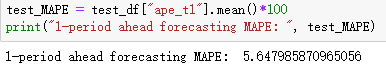 test_MAPE = test_df["ape_t1"].mean()*100
print("1-period ahead forecasting MAPE: ", test_MAPE)
1-period ahead forecasting MAPE:  5.647985870965056